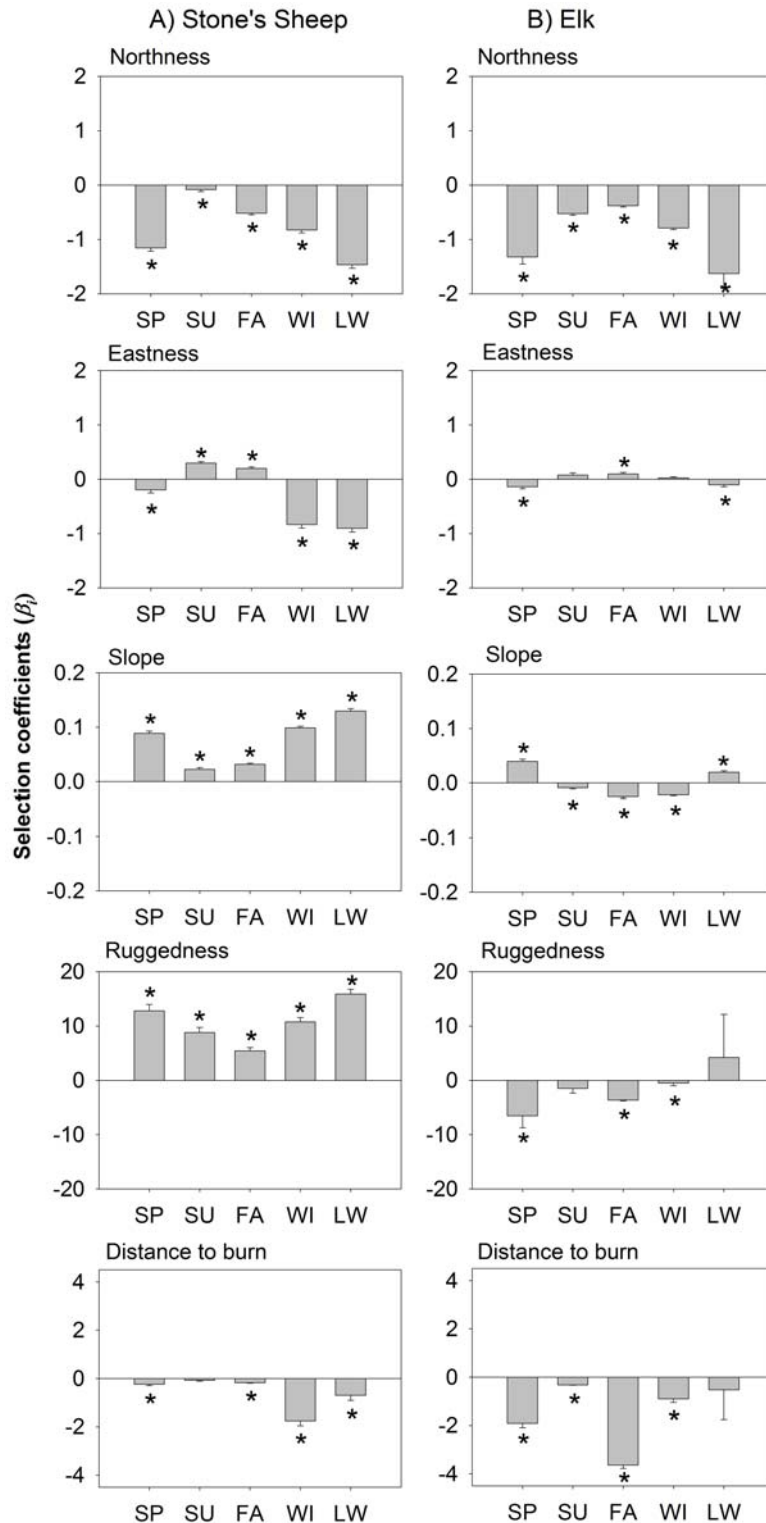 A) Stone's Sheep
B) Elk
Selection coefficients (βi)
Northness
2
1
0
-1
-2
* * * * *
SP SU FA WI LW
Northness
2
1
0
-1
-2
* * * * *
SP SU FA WI LW
Eastness
2
1
0
-1
-2
* * * * *
SP SU FA WI LW
Eastness
2
1
0
-1
-2
* * *
SP SU FA WI LW
Slope
0.2
0.1
0.0
-0.1
-0.2
* * * * *
SP SU FA WI LW
Slope
0.2
0.1
0.0
-0.1
-0.2
* * * * *
SP SU FA WI LW
Ruggedness
20
10
0
-10
-20
* * * * *
SP SU FA WI LW
Ruggedness
20
10
0
-10
-20
* * *
SP SU FA WI LW
Distance to burn
4
2
0
-2
-4
* * * *
SP SU FA WI LW
Distance to burn
4
2
0
-2
-4
* * * *
SP SU FA WI LW